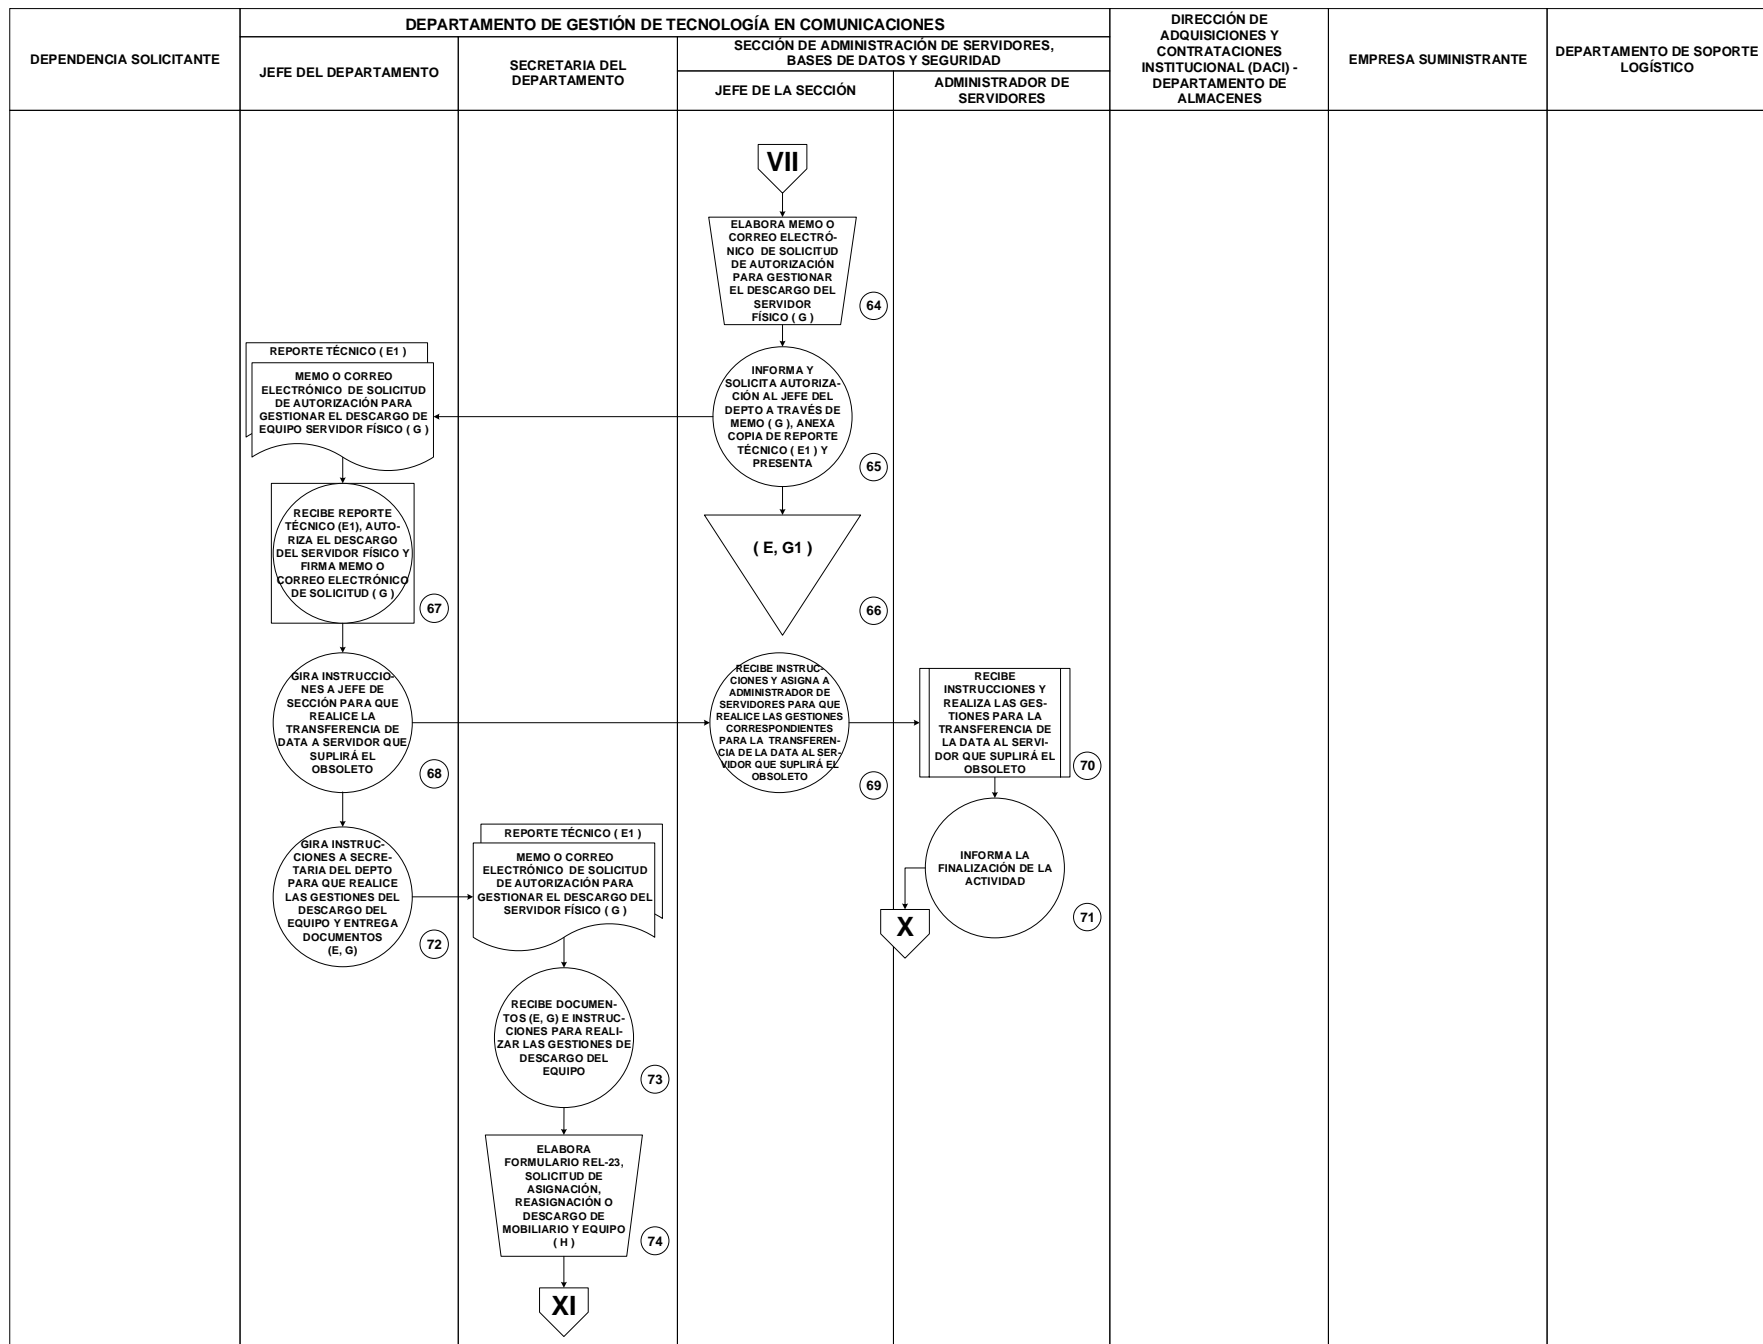 DEPENDENCIA SOLICITANTE
DEPARTAMENTO DE GESTIÓN DE TECNOLOGÍA EN COMUNICACIONES
JEFE DEL DEPARTAMENTO
SECRETARIA DEL
DEPARTAMENTO
SECCIÓN DE ADMINISTRACIÓN DE SERVIDORES,
BASES DE DATOS Y SEGURIDAD
JEFE DE LA SECCIÓN
ADMINISTRADOR DE
SERVIDORES
DIRECCIÓN DE
ADQUISICIONES Y
CONTRATACIONES
INSTITUCIONAL (DACI) -
DEPARTAMENTO DE
ALMACENES
EMPRESA SUMINISTRANTE
DEPARTAMENTO DE SOPORTE
LOGÍSTICO
VII
ELABORA MEMO O
CORREO ELECTRÓ-
NICO DE SOLICITUD
DE AUTORIZACIÓN
PARA GESTIONAR
EL DESCARGO DEL
SERVIDOR
FÍSICO ( G )
64
INFORMA Y
SOLICITA AUTORIZA-
CIÓN AL JEFE DEL
DEPTO A TRAVÉS DE
MEMO ( G ), ANEXA
COPIA DE REPORTE
TÉCNICO ( E1 ) Y
PRESENTA
65
REPORTE TÉCNICO ( E1 )
MEMO O CORREO
ELECTRÓNICO DE SOLICITUD
DE AUTORIZACIÓN PARA
GESTIONAR EL DESCARGO DE
EQUIPO SERVIDOR FÍSICO ( G )
( E, G1 )
66
RECIBE REPORTE
TÉCNICO (E1), AUTO-
RIZA EL DESCARGO
DEL SERVIDOR FÍSICO Y
FIRMA MEMO O
CORREO ELECTRÓNICO
DE SOLICITUD ( G )
67
GIRA INSTRUCCIO-
NES A JEFE DE
SECCIÓN PARA QUE
REALICE LA
TRANSFERENCIA DE
DATA A SERVIDOR QUE
SUPLIRÁ EL
OBSOLETO
68
RECIBE INSTRUC-
CIONES Y ASIGNA A
ADMINISTRADOR DE
SERVIDORES PARA QUE
REALICE LAS GESTIONES
CORRESPONDIENTES
PARA LA TRANSFEREN-
CIA DE LA DATA AL SER-
VIDOR QUE SUPLIRÁ EL
OBSOLETO
69
RECIBE
INSTRUCCIONES Y
REALIZA LAS GES-
TIONES PARA LA
TRANSFERENCIA DE
LA DATA AL SERVI-
DOR QUE SUPLIRÁ EL
OBSOLETO
70
INFORMA LA
FINALIZACIÓN DE LA
ACTIVIDAD
71
X
GIRA INSTRUC-
CIONES A SECRE-
TARIA DEL DEPTO
PARA QUE REALICE
LAS GESTIONES DEL
DESCARGO DEL
EQUIPO Y ENTREGA
DOCUMENTOS
(E, G)
72
REPORTE TÉCNICO ( E1 )
MEMO O CORREO
ELECTRÓNICO DE SOLICITUD
DE AUTORIZACIÓN PARA
GESTIONAR EL DESCARGO DEL
SERVIDOR FÍSICO ( G )
RECIBE DOCUMEN-
TOS (E, G) E INSTRUC-
CIONES PARA REALI-
ZAR LAS GESTIONES DE
DESCARGO DEL
EQUIPO
73
ELABORA
FORMULARIO REL-23,
SOLICITUD DE
ASIGNACIÓN,
REASIGNACIÓN O
DESCARGO DE
MOBILIARIO Y EQUIPO
( H )
74
XI